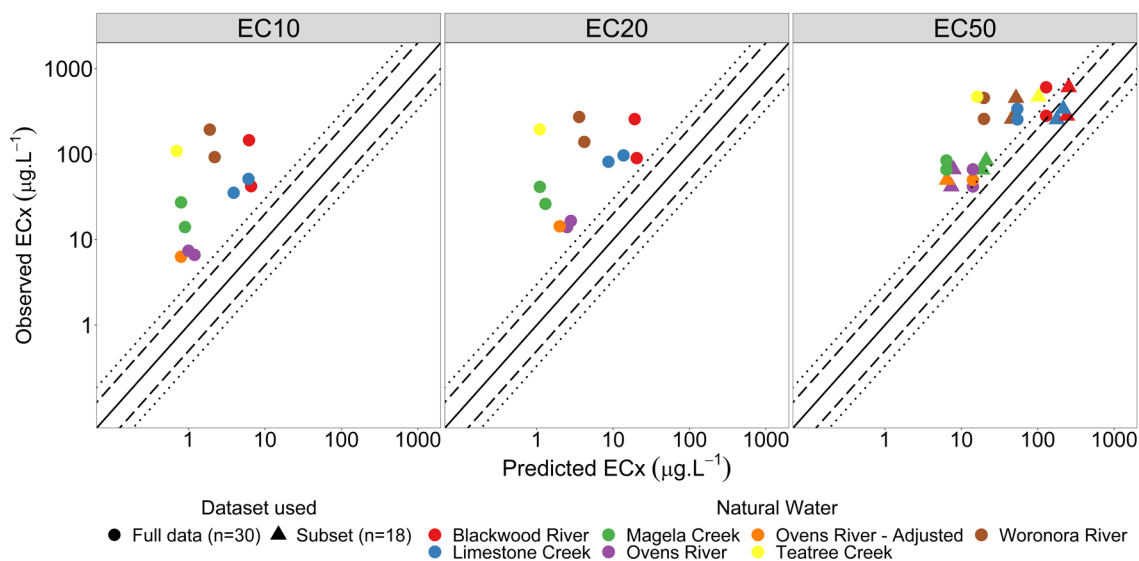 EC10 EC20 EC50
Observed ECx (µg.L⁻¹)
1000
100
10
1
1 10 100 1000 1 10 100 1000 1 10 100 1000
Predicted ECx (µg.L⁻¹)
Dataset used
Full data (n=30) Subset (n=18)
Natural Water
Blackwood River Magela Creek Ovens River - Adjusted Woronora River
Limestone Creek Ovens River Teatree Creek